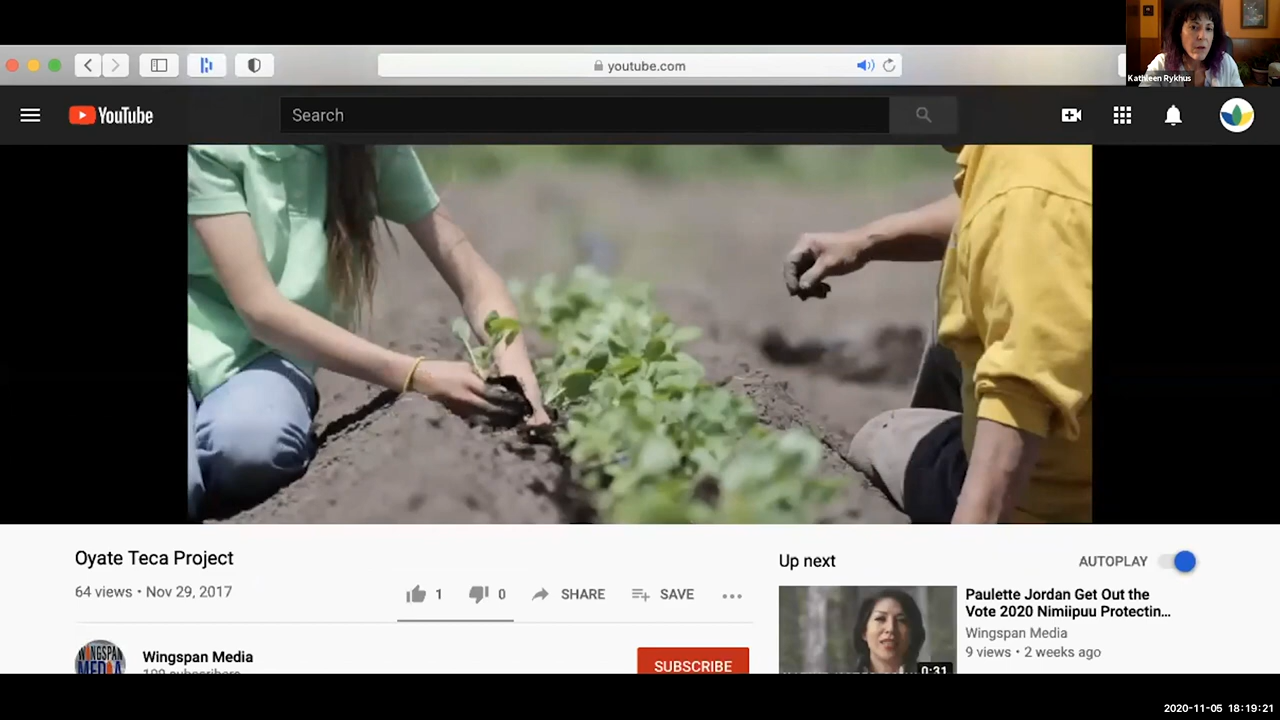 youtube.com
Kathleen Rykhus
YouTube
Search
Oyate Teca Project
64 views • Nov 29, 2017
1
0
SHARE
SAVE
WINGSPAN
MEDIA
Wingspan Media
SUBSCRIBE
Up next
AUTOPLAY
Paulette Jordan Get Out the
Vote 2020 Nimiipuu Protectin...
Wingspan Media
9 views • 2 weeks ago
0:31
2020-11-05 18:19:21